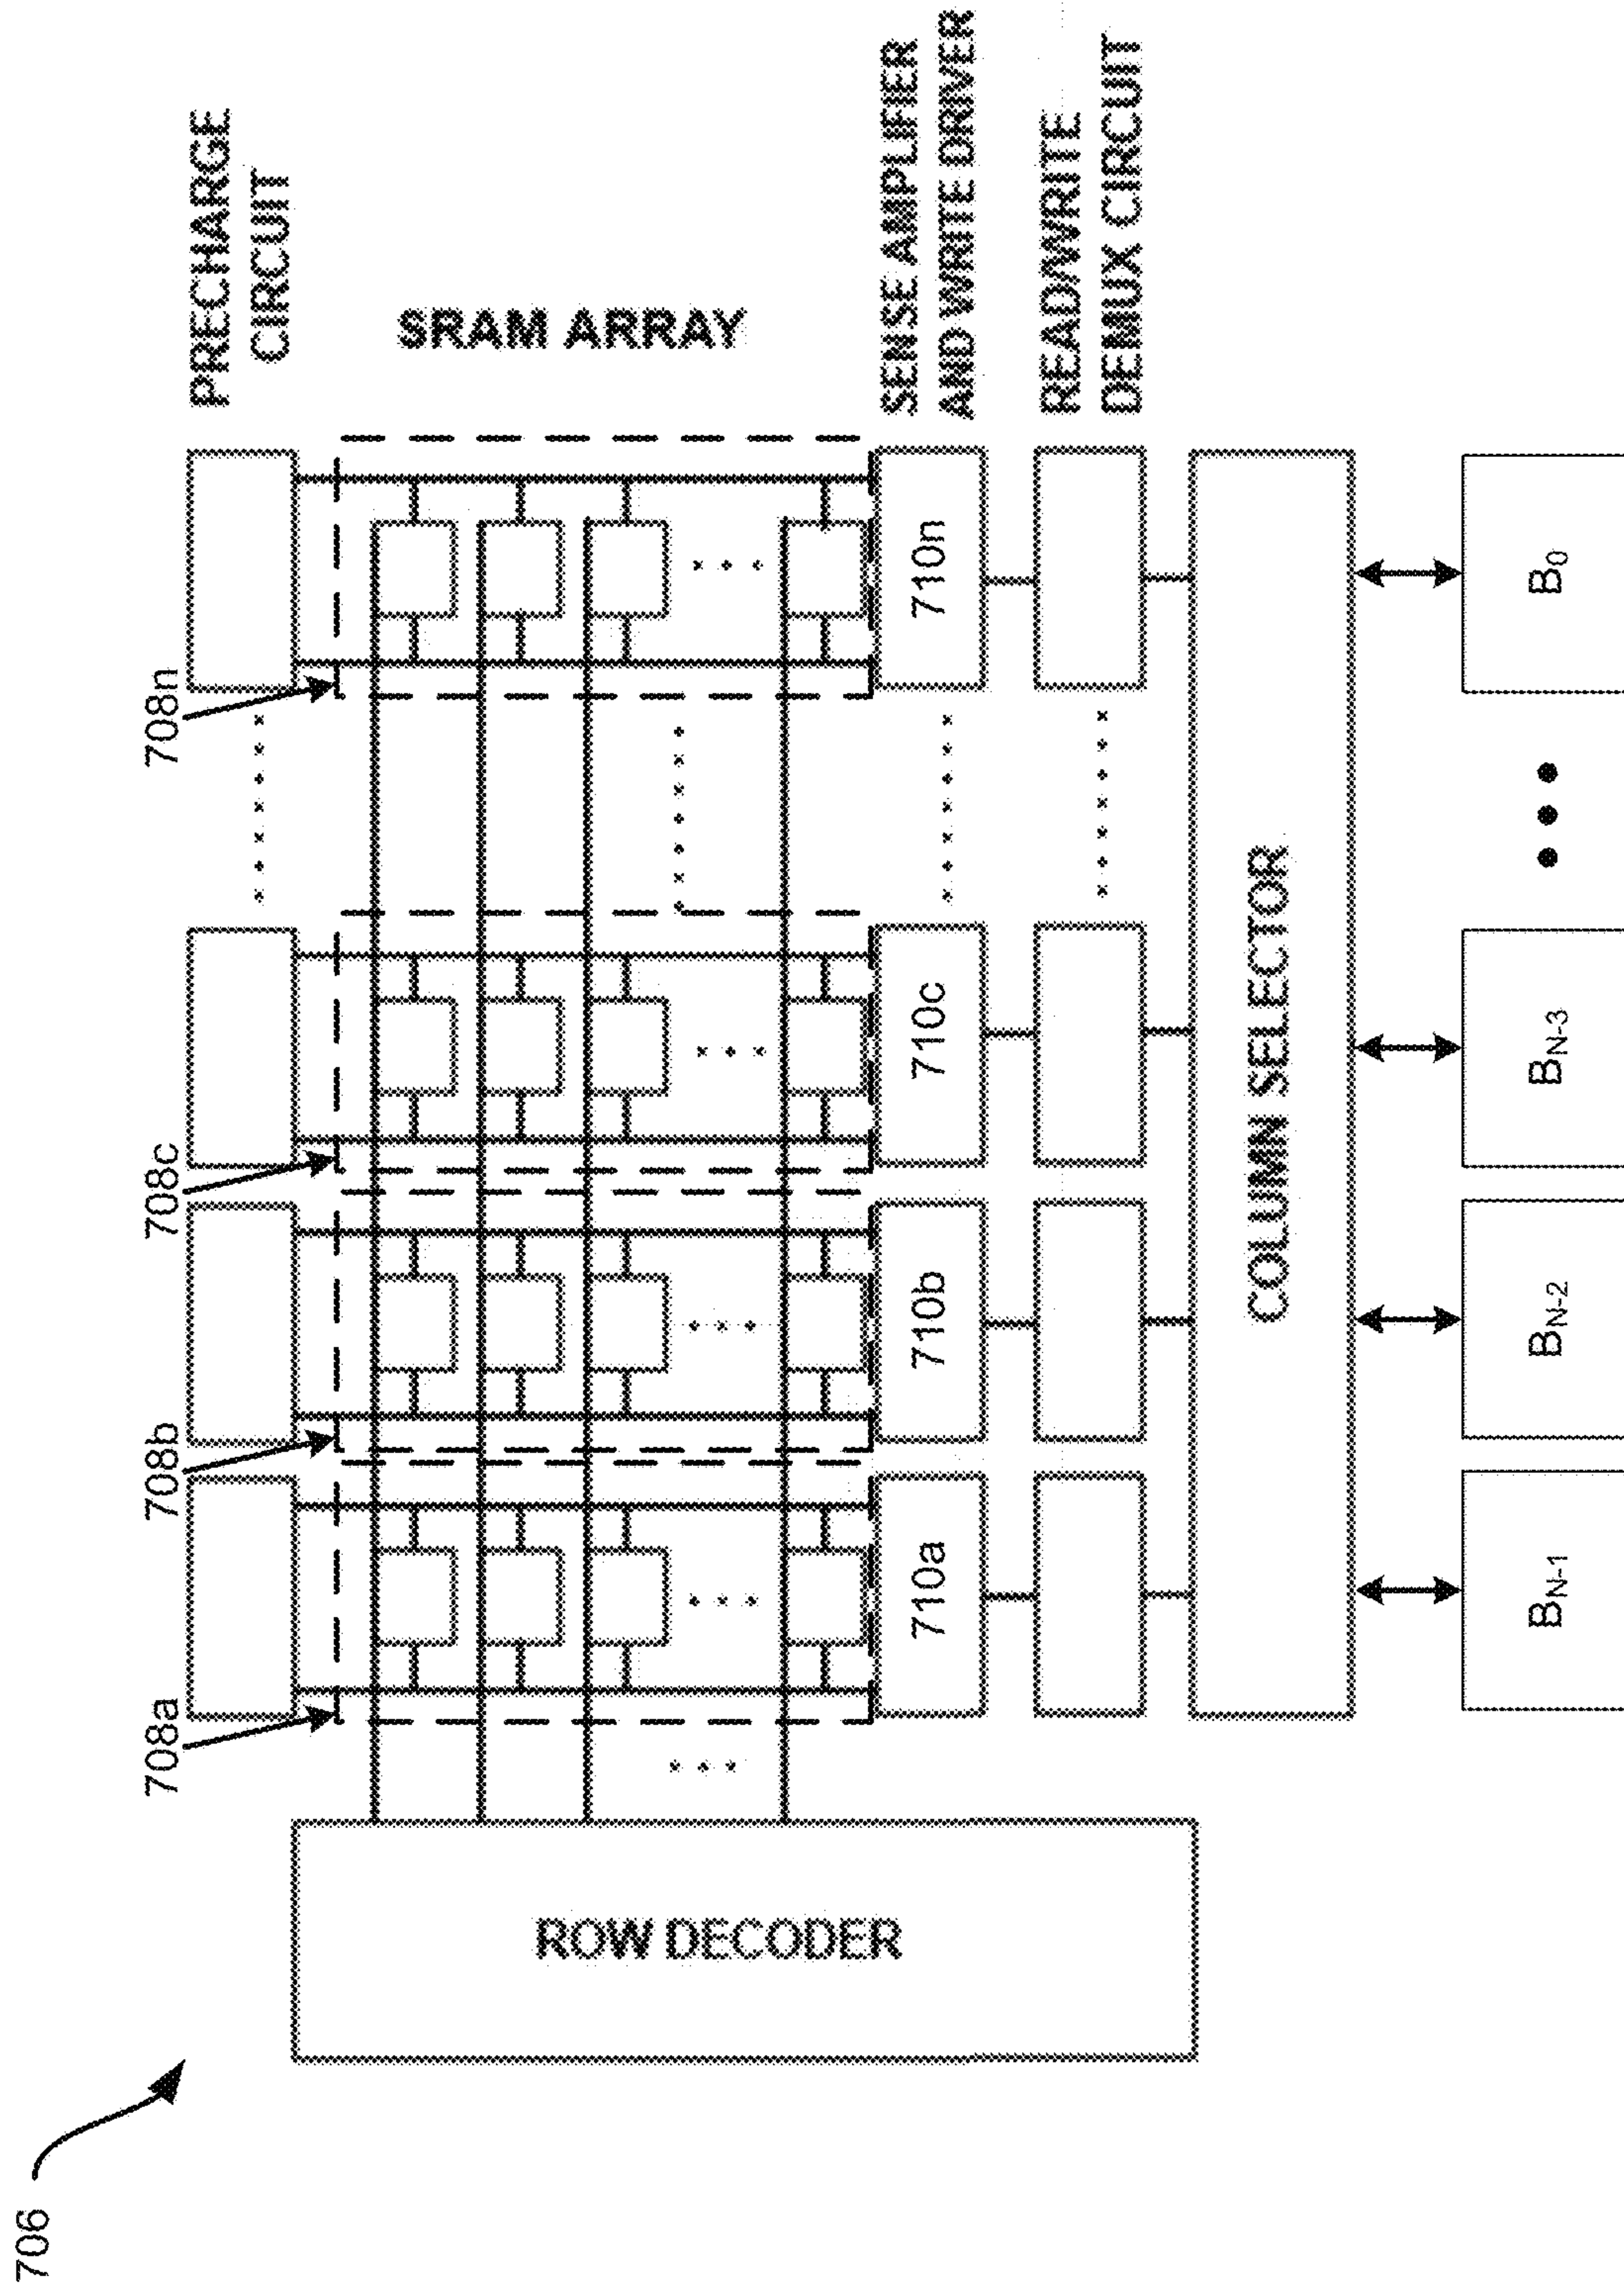 706
708a
708b
708c
708n
PRECHARGE
CIRCUIT
SRAM ARRAY
ROW DECODER
710a
710b
710c
710n
SENSE AMPLIFIER
AND WRITE DRIVER
READ/WRITE
DEMUX CIRCUIT
COLUMN SELECTOR
BN-1
BN-2
BN-3
B0